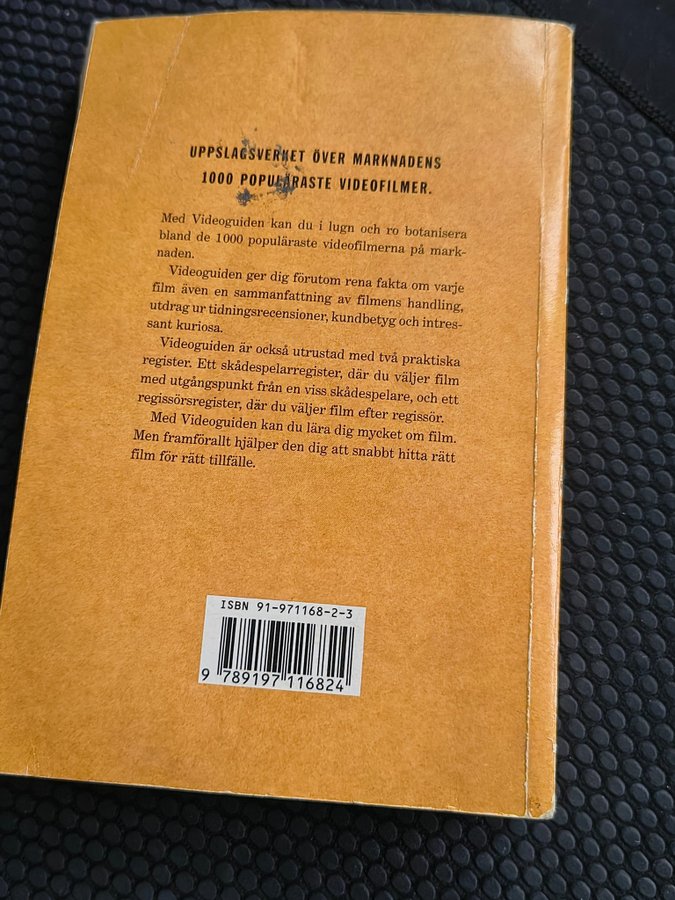 UPPSLAGSVERKET ÖVER MARKNADENS
1000 POPULÄRASTE VIDEOFILMER.
Med Videoguiden kan du i lugn och ro botanisera
bland de 1000 populäraste videofilmerna på mark-
naden.
Videoguiden ger dig förutom rena fakta om varje
film även en sammanfattning av filmens handling,
utdrag ur tidningsrecensioner, kundbetyg och intres-
sant kuriosa.
Videoguiden är också utrustad med två praktiska
register. Ett skådespelarregister, där du väljer film
med utgångspunkt från en viss skådespelare, och ett
regissörsregister, där du väljer film efter regissör.
Med Videoguiden kan du lära dig mycket om film.
Men framförallt hjälper den dig att snabbt hitta rätt
film för rätt tillfälle.
ISBN 91-971168-2-3
9 789197 116824